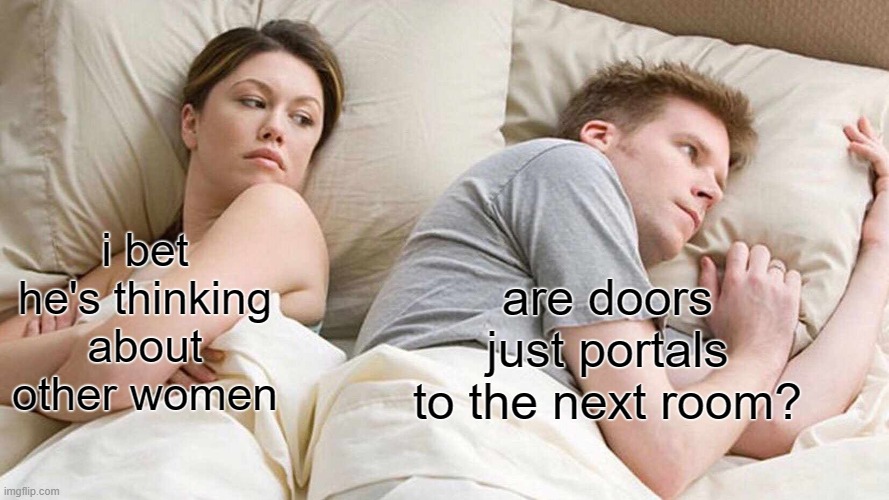 i bet
he's thinking
about
other women
are doors
just portals
to the next room?
imgflip.com